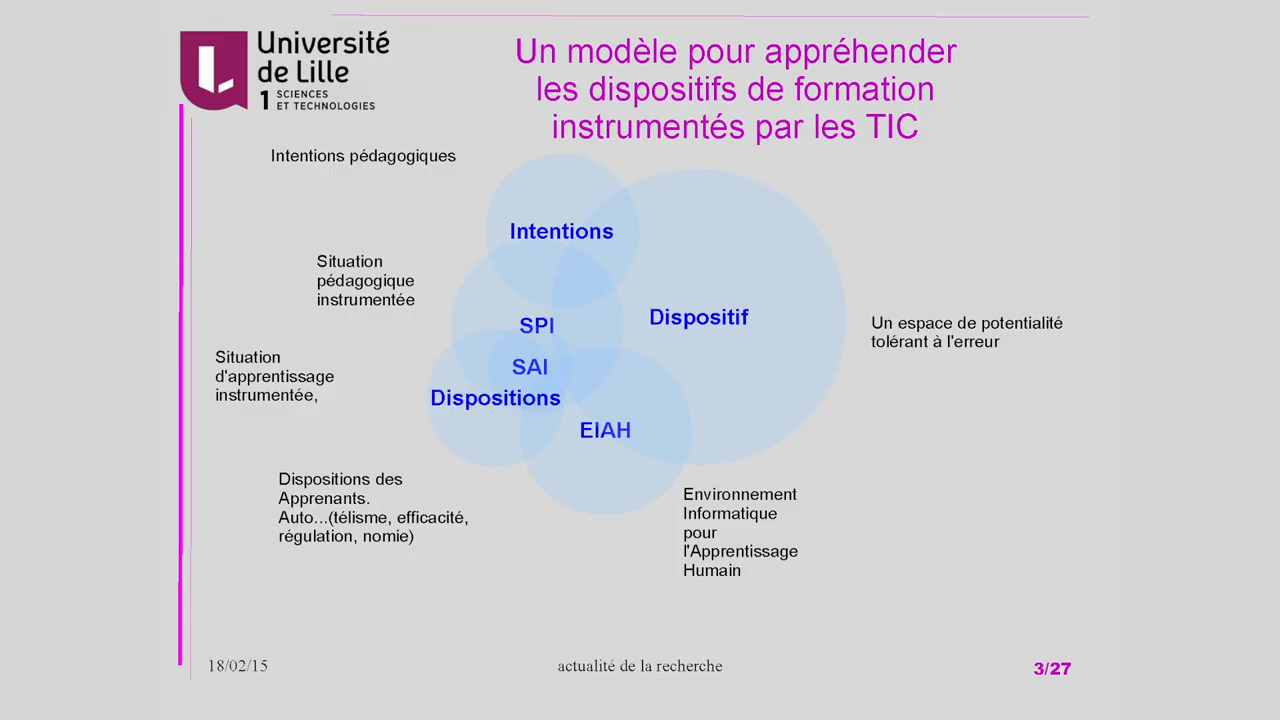 Université
de Lille
1 SCIENCES
ET TECHNOLOGIES
Un modèle pour appréhender
les dispositifs de formation
instrumentés par les TIC
Intentions pédagogiques
Intentions
Situation
pédagogique
instrumentée
SPI
Dispositif
Un espace de potentialité
tolérant à l'erreur
Situation
d'apprentissage
instrumentée,
SAI
Dispositions
EIAH
Dispositions des
Apprenants.
Auto...(télisme, efficacité,
régulation, nomie)
Environnement
Informatique
pour
l'Apprentissage
Humain
18/02/15
actualité de la recherche
3/27